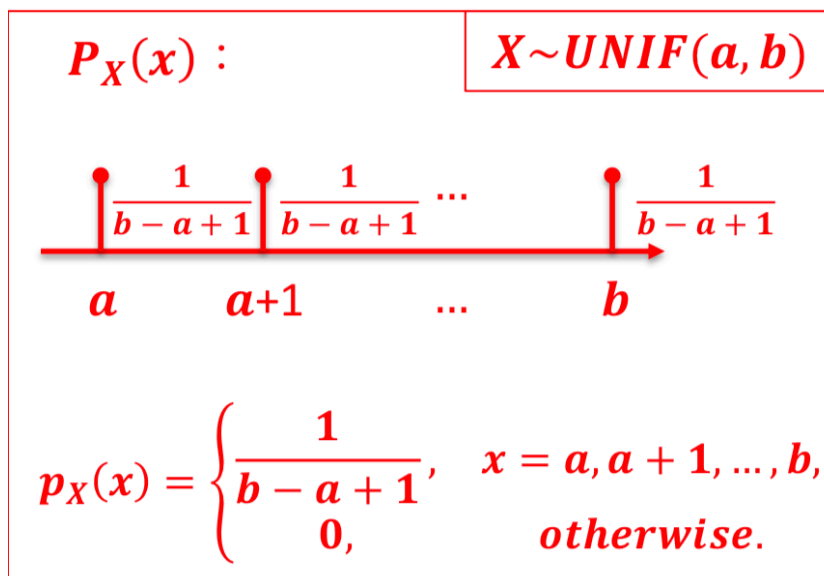 P_X(x) : X~UNIF(a, b)
1/(b − a + 1) 1/(b − a + 1) ... 1/(b − a + 1)
a a+1 ... b
p_X(x) = { 1/(b − a + 1), x = a, a + 1, ..., b,
0, otherwise.